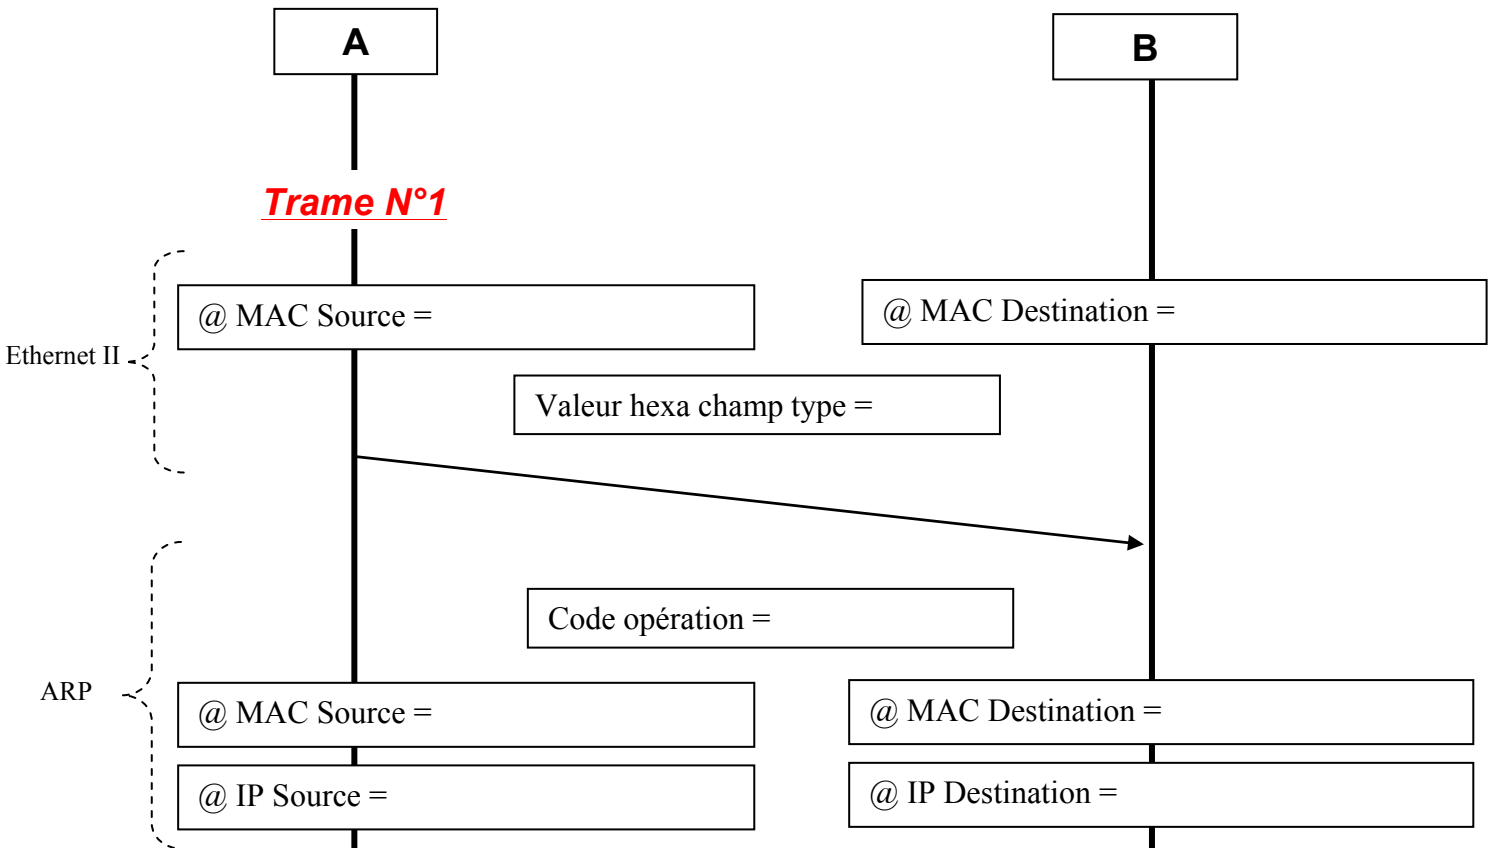 A
B
Trame N°1
@ MAC Source =
@ MAC Destination =
Ethernet II
Valeur hexa champ type =
Code opération =
ARP
@ MAC Source =
@ MAC Destination =
@ IP Source =
@ IP Destination =